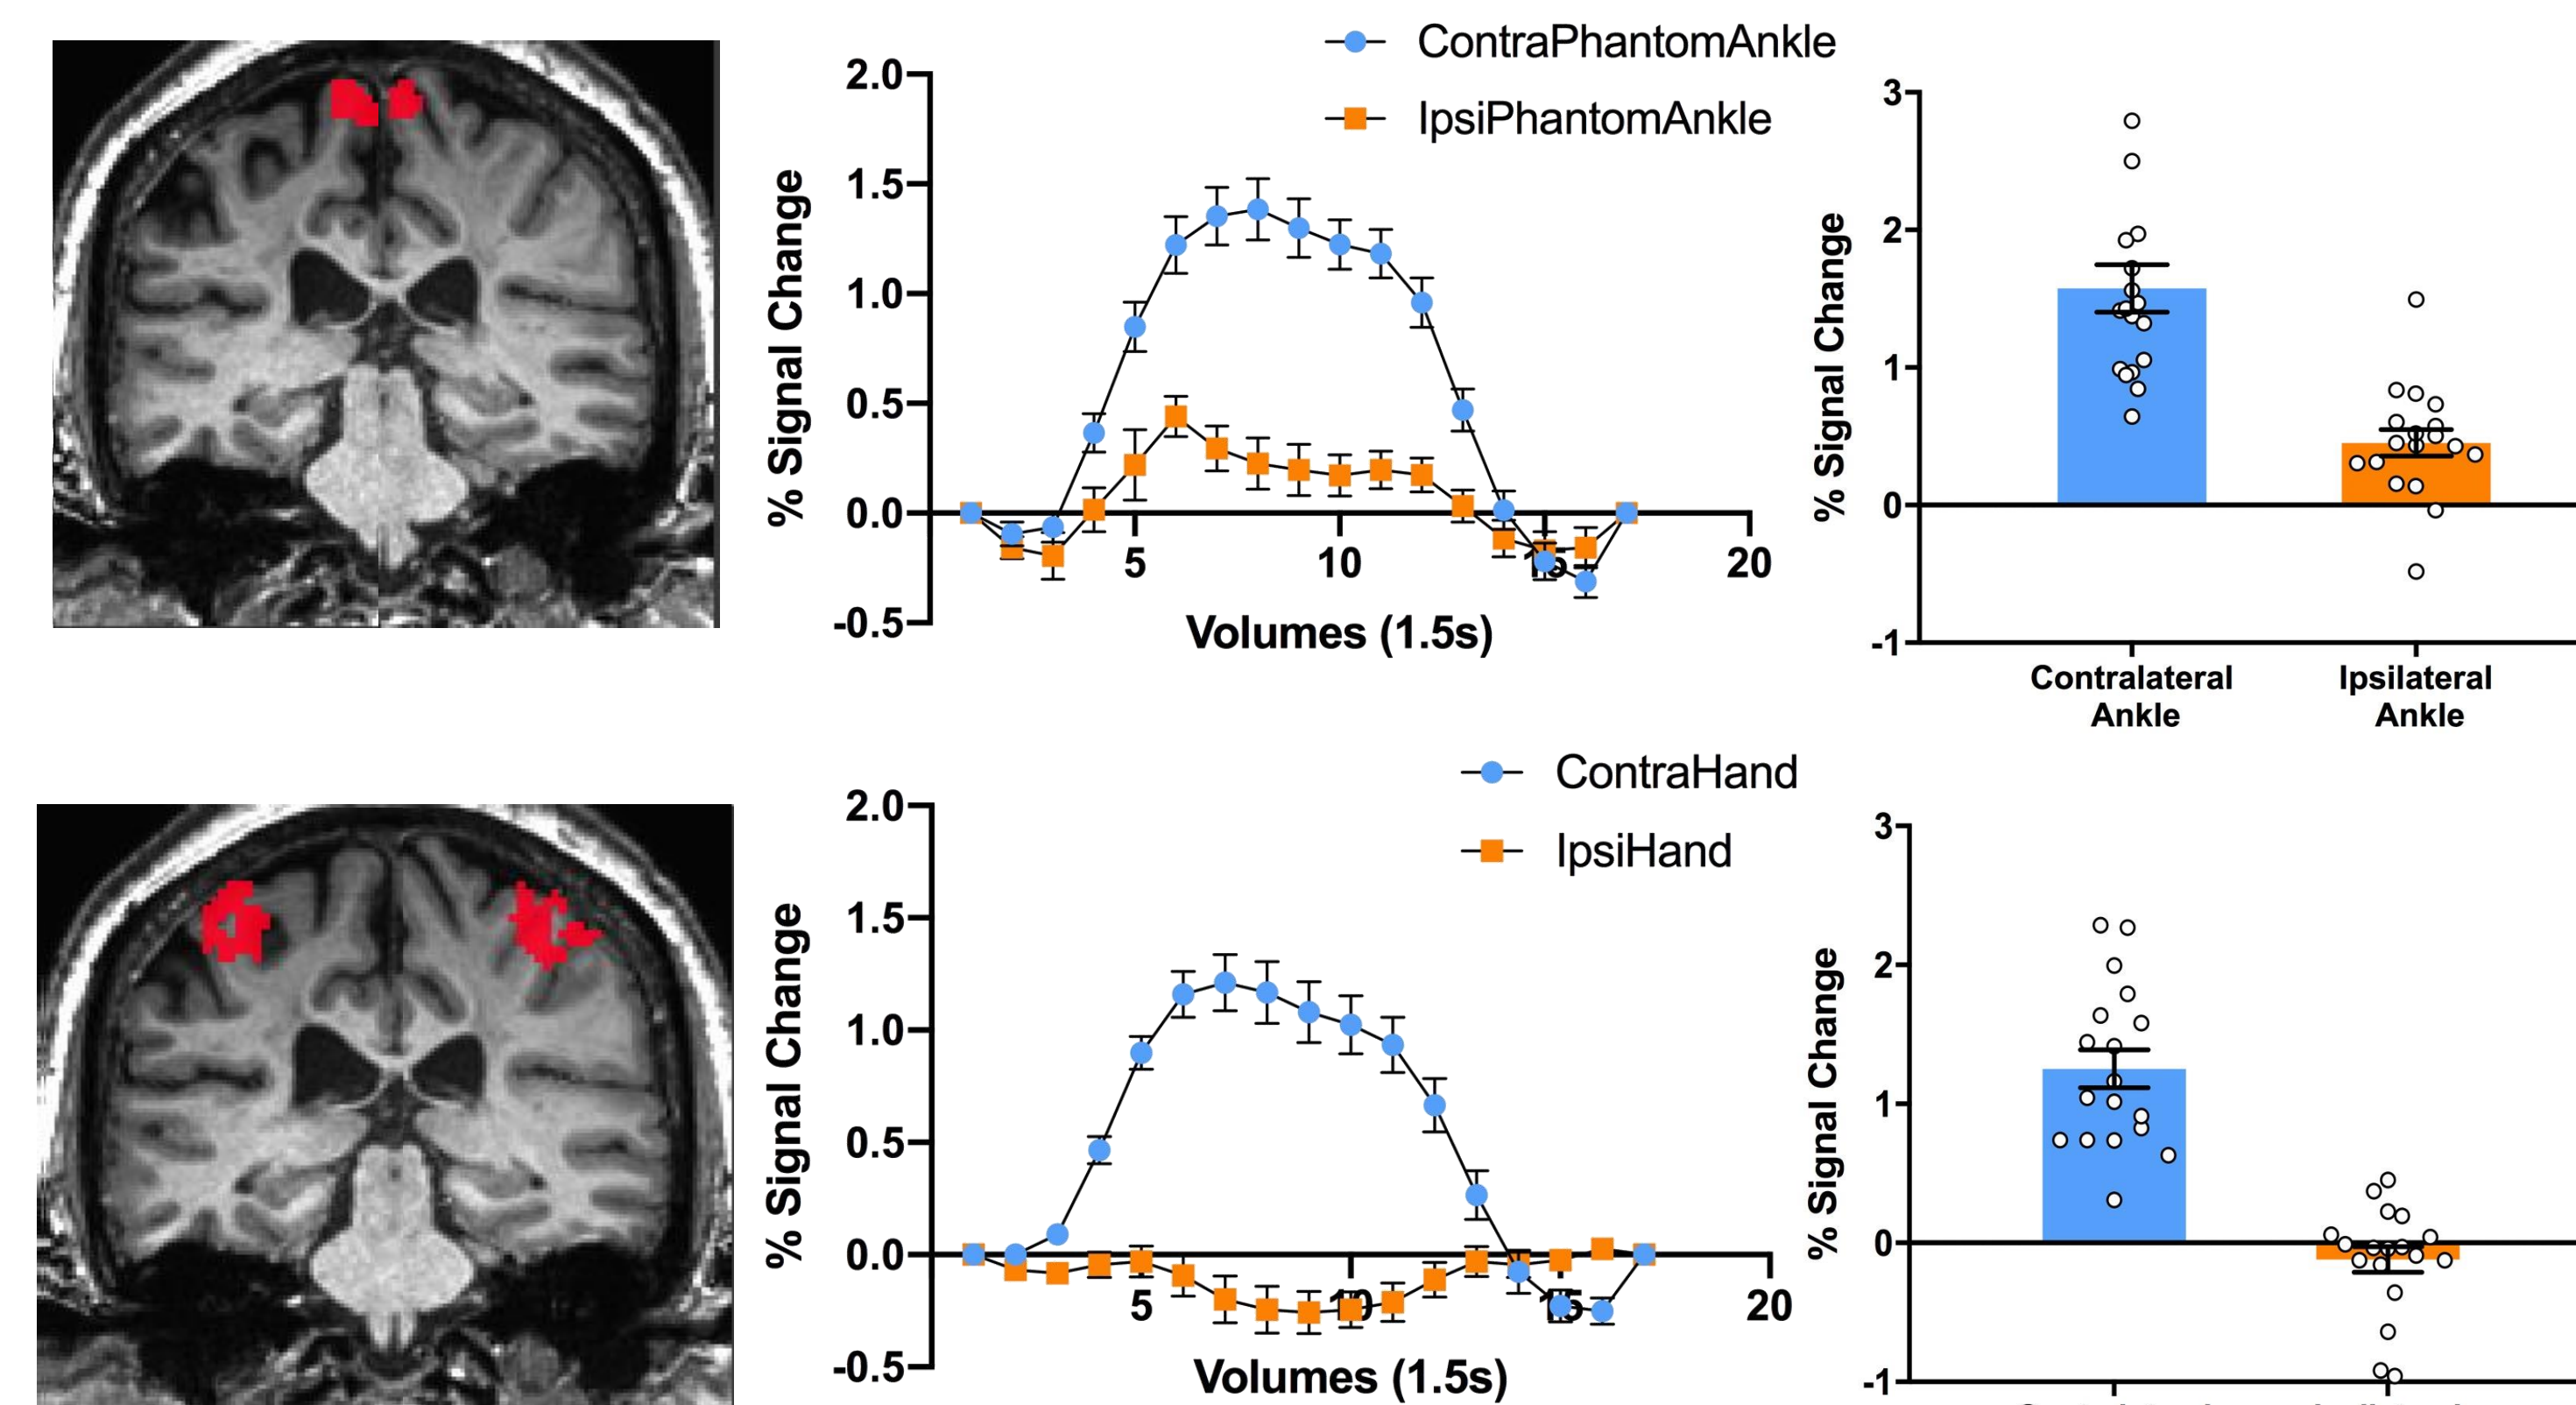 ContraPhantomAnkle
IpsiPhantomAnkle
2.0
1.5
1.0
0.5
0.0
-0.5
% Signal Change
5
10
15
20
Volumes (1.5s)
3
2
1
0
-1
% Signal Change
Contralateral
Ankle
Ipsilateral
Ankle
ContraHand
IpsiHand
2.0
1.5
1.0
0.5
0.0
-0.5
% Signal Change
5
10
15
20
Volumes (1.5s)
3
2
1
0
-1
% Signal Change